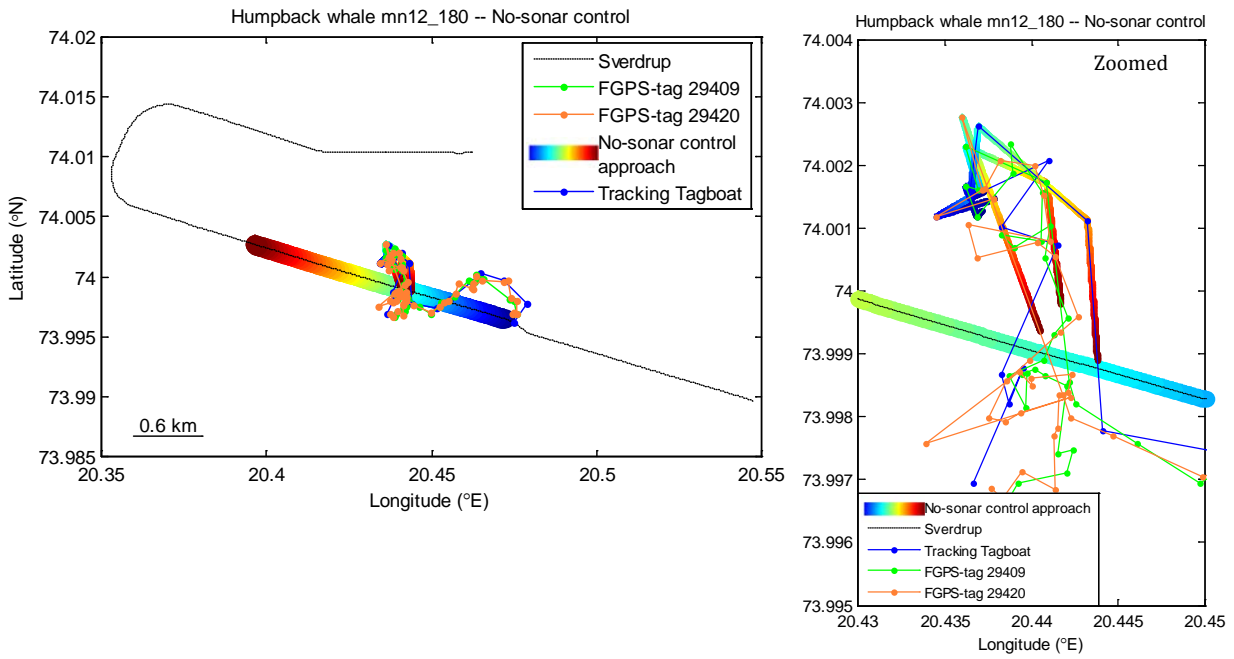 Humpback whale mn12_180 -- No-sonar control
74.02
74.015
74.01
74.005
74
73.995
73.99
73.985
Latitude (°N)
Sverdrup
FGPS-tag 29409
FGPS-tag 29420
No-sonar control
approach
Tracking Tagboat
0.6 km
20.35
20.4
20.45
20.5
20.55
Longitude (°E)
Humpback whale mn12_180 -- No-sonar control
Zoomed
74.004
74.003
74.002
74.001
74
73.999
73.998
73.997
73.996
73.995
No-sonar control approach
Sverdrup
Tracking Tagboat
FGPS-tag 29409
FGPS-tag 29420
20.43
20.435
20.44
20.445
20.45
Longitude (°E)